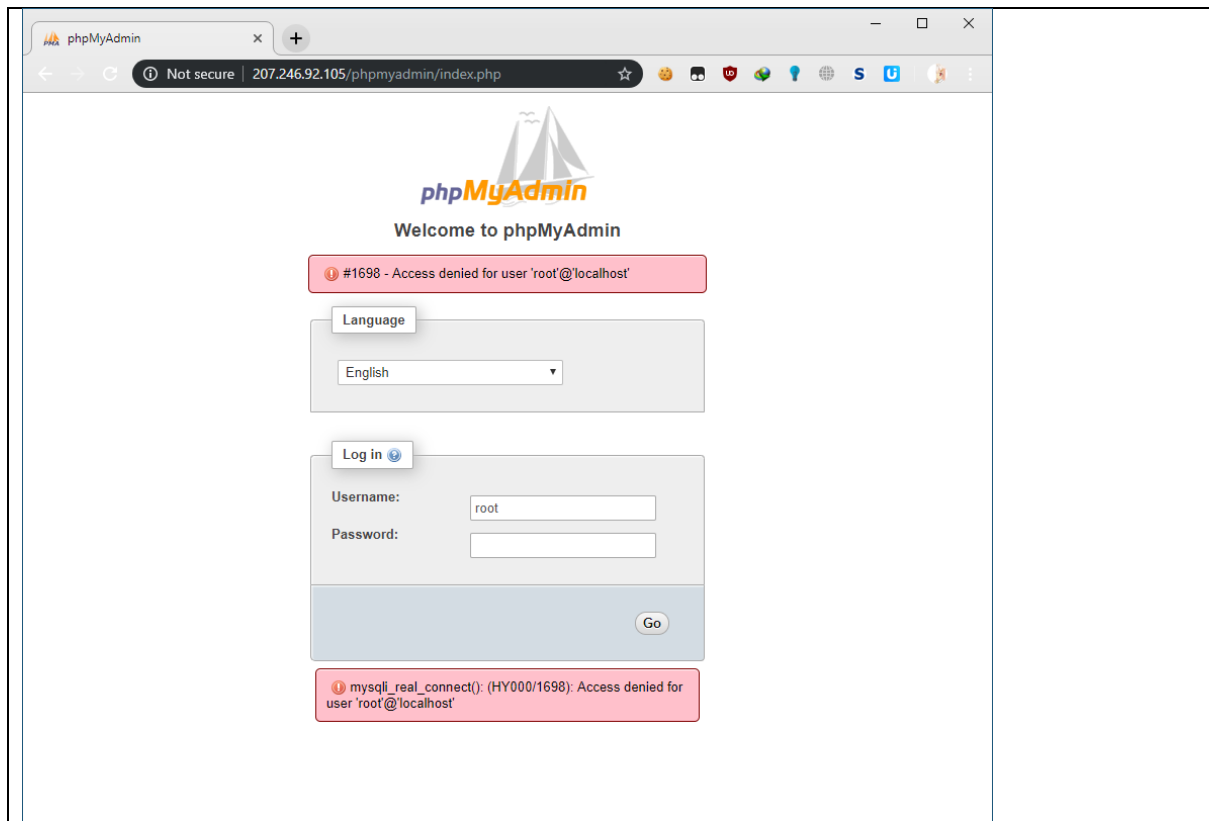 phpMyAdmin
Not secure | 207.246.92.105/phpmyadmin/index.php
phpMyAdmin
Welcome to phpMyAdmin
#1698 - Access denied for user 'root'@'localhost'
Language
English
Log in
Username:
root
Password:
Go
mysqli_real_connect(): (HY000/1698): Access denied for
user 'root'@'localhost'